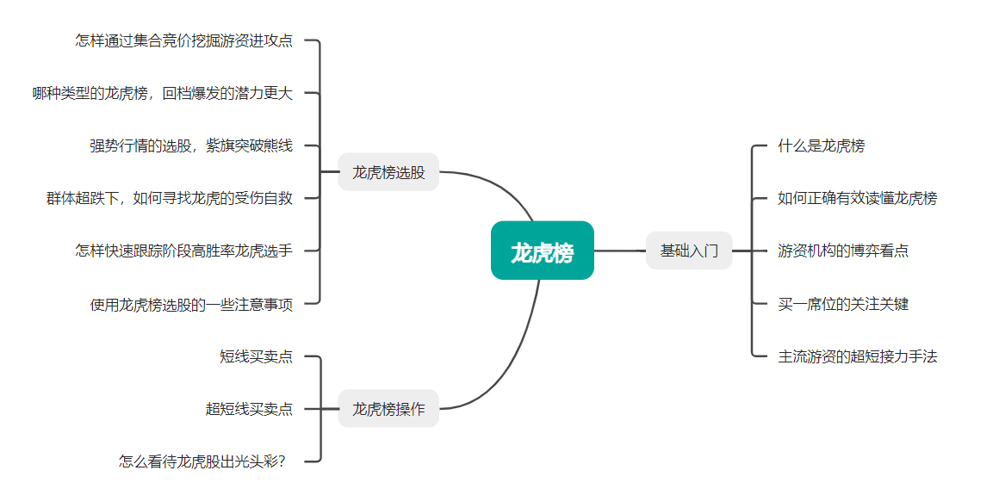 龙虎榜
基础入门
什么是龙虎榜
如何正确有效读懂龙虎榜
游资机构的博弈看点
买一席位的关注关键
主流游资的超短接力手法
龙虎榜选股
怎样通过集合竞价挖掘游资进攻点
哪种类型的龙虎榜，回档爆发的潜力更大
强势行情的选股，紫旗突破熊线
群体超跌下，如何寻找龙虎的受伤自救
怎样快速跟踪阶段高胜率龙虎选手
使用龙虎榜选股的一些注意事项
龙虎榜操作
短线买卖点
超短线买卖点
怎么看待龙虎股出光头彩？